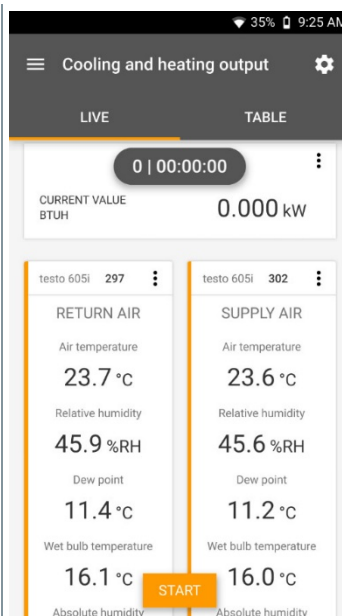 35% 9:25 AM
Cooling and heating output
LIVE TABLE
0 | 00:00:00
CURRENT VALUE
BTUH
0.000 kW
testo 605i 297
RETURN AIR
Air temperature
23.7 °C
Relative humidity
45.9 %RH
Dew point
11.4 °C
Wet bulb temperature
16.1 °C
Absolute humidity
testo 605i 302
SUPPLY AIR
Air temperature
23.6 °C
Relative humidity
45.6 %RH
Dew point
11.2 °C
Wet bulb temperature
16.0 °C
Absolute humidity
START